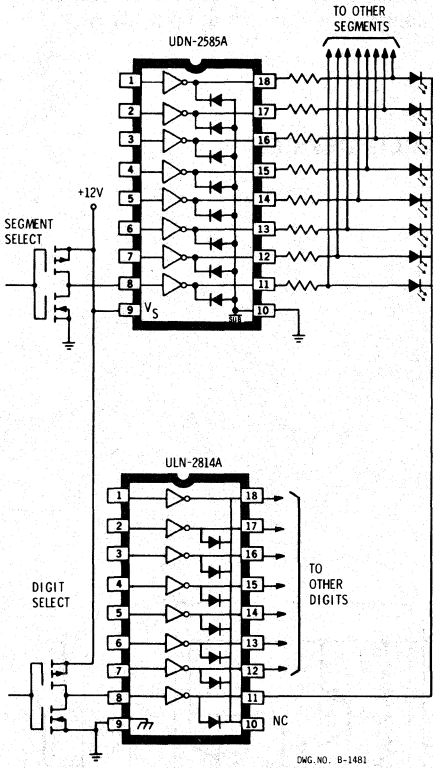 TO OTHER
SEGMENTS
UDN-2585A
1
2
3
4
5
6
7
8
9
VS
18
17
16
15
14
13
12
11
10
SUB
+12V
SEGMENT
SELECT
ULN-2814A
1
2
3
4
5
6
7
8
9
18
17
16
15
14
13
12
11
10
NC
TO
OTHER
DIGITS
DIGIT
SELECT
DWG.NO. B-1481